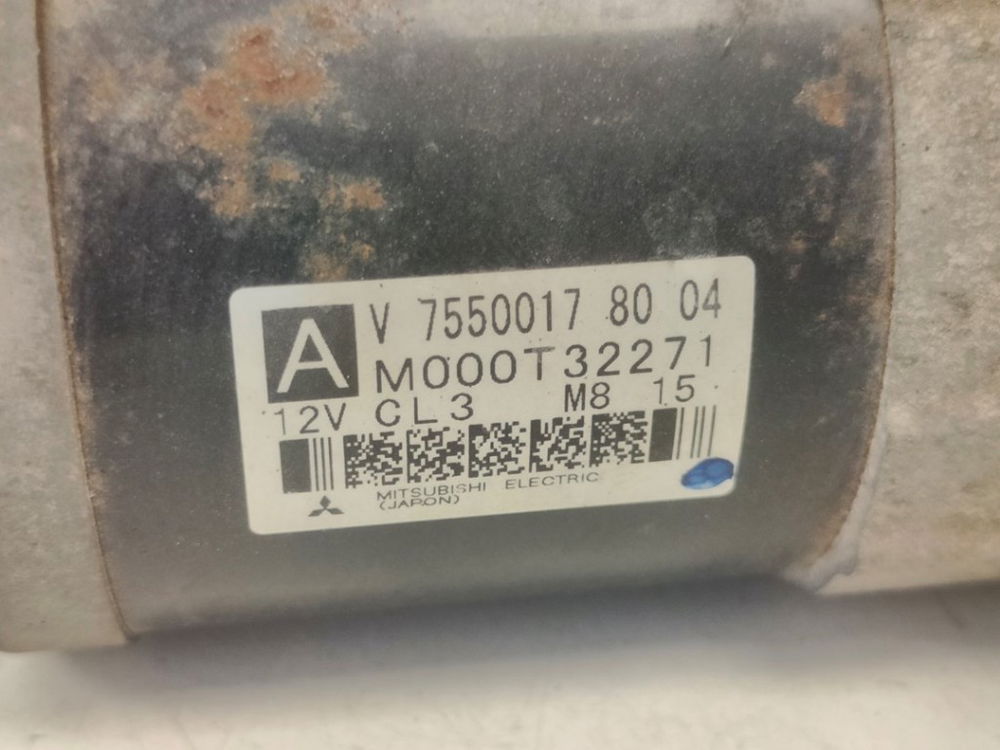 A
V 7550017 80 04
M000T32271
12V CL3 M8 15
MITSUBISHI ELECTRIC
(JAPAN)